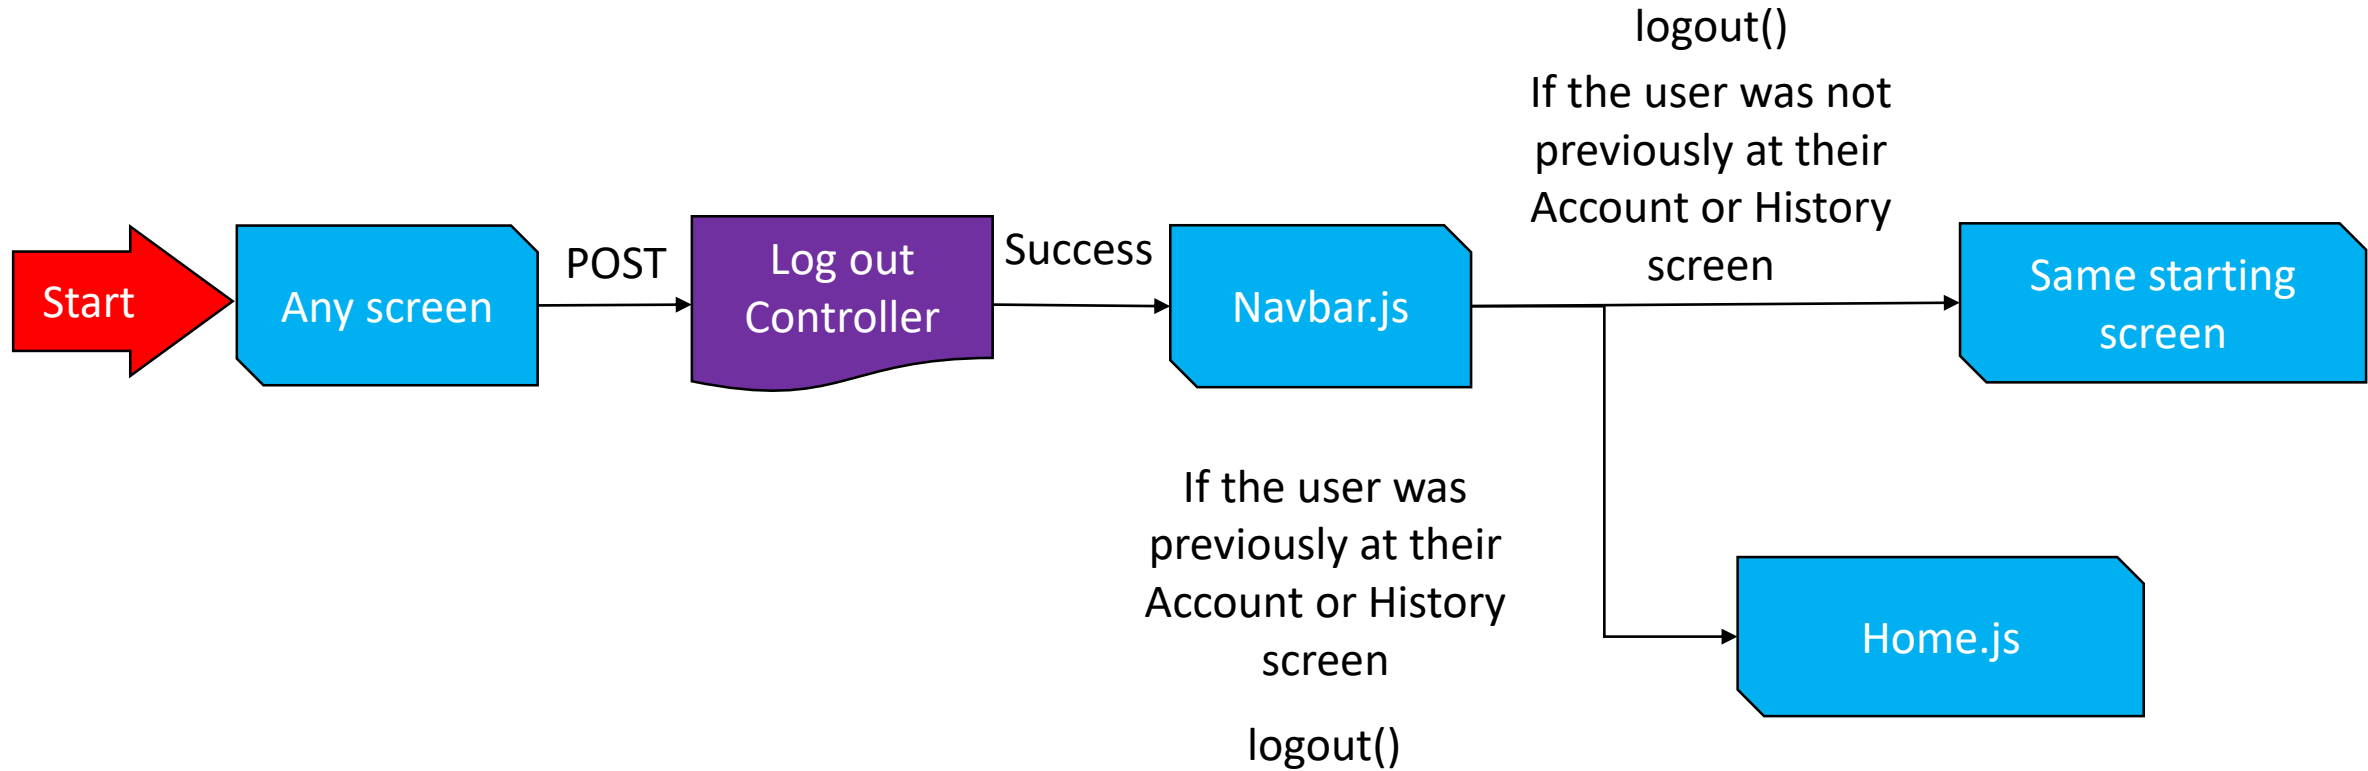 Start
Any screen
POST
Log out
Controller
Success
Navbar.js
logout()
If the user was not
previously at their
Account or History
screen
Same starting
screen
If the user was
previously at their
Account or History
screen
logout()
Home.js